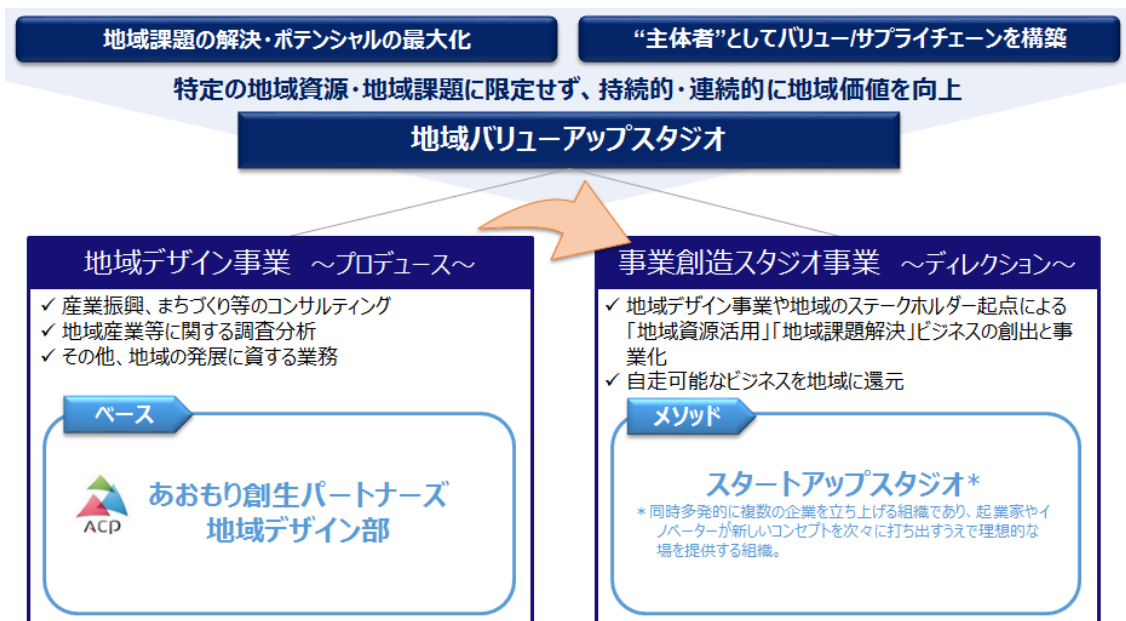 地域課題の解決・ポテンシャルの最大化
“主体者”としてバリュー/サプライチェーンを構築
特定の地域資源・地域課題に限定せず、持続的・連続的に地域価値を向上
地域バリューアップスタジオ
地域デザイン事業 ～プロデュース～
✓ 産業振興、まちづくり等のコンサルティング
✓ 地域産業等に関する調査分析
✓ その他、地域の発展に資する業務
ベース
ACP
あおもり創生パートナーズ
地域デザイン部
事業創造スタジオ事業 ～ディレクション～
✓ 地域デザイン事業や地域のステークホルダー起点による
「地域資源活用」「地域課題解決」ビジネスの創出と事
業化
✓ 自走可能なビジネスを地域に還元
メソッド
スタートアップスタジオ*
* 同時多発的に複数の企業を立ち上げる組織であり、起業家やイ
ノベーターが新しいコンセプトを次々に打ち出すうえで理想的な
場を提供する組織。